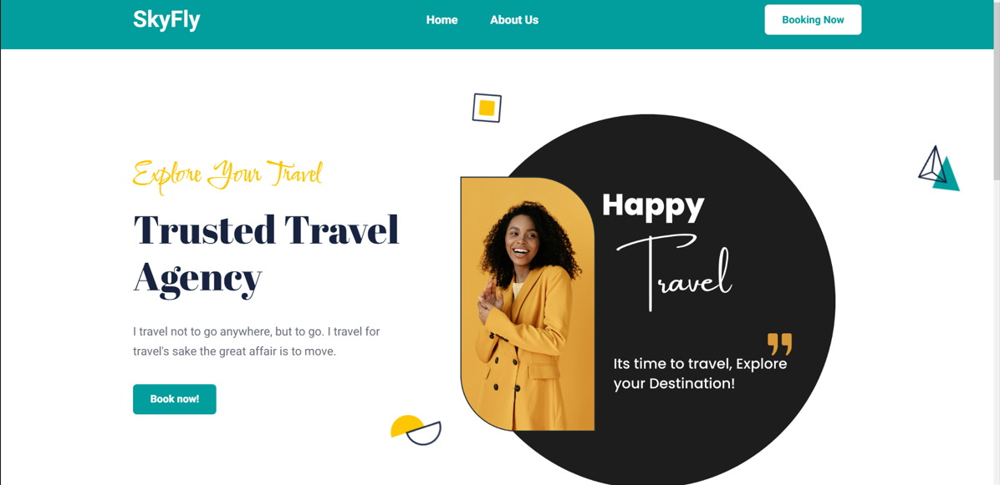 SkyFly
Home
About Us
Booking Now
Explore Your Travel
Trusted Travel
Agency
I travel not to go anywhere, but to go. I travel for
travel's sake the great affair is to move.
Book now!
Happy
Travel
”
Its time to travel, Explore
your Destination!